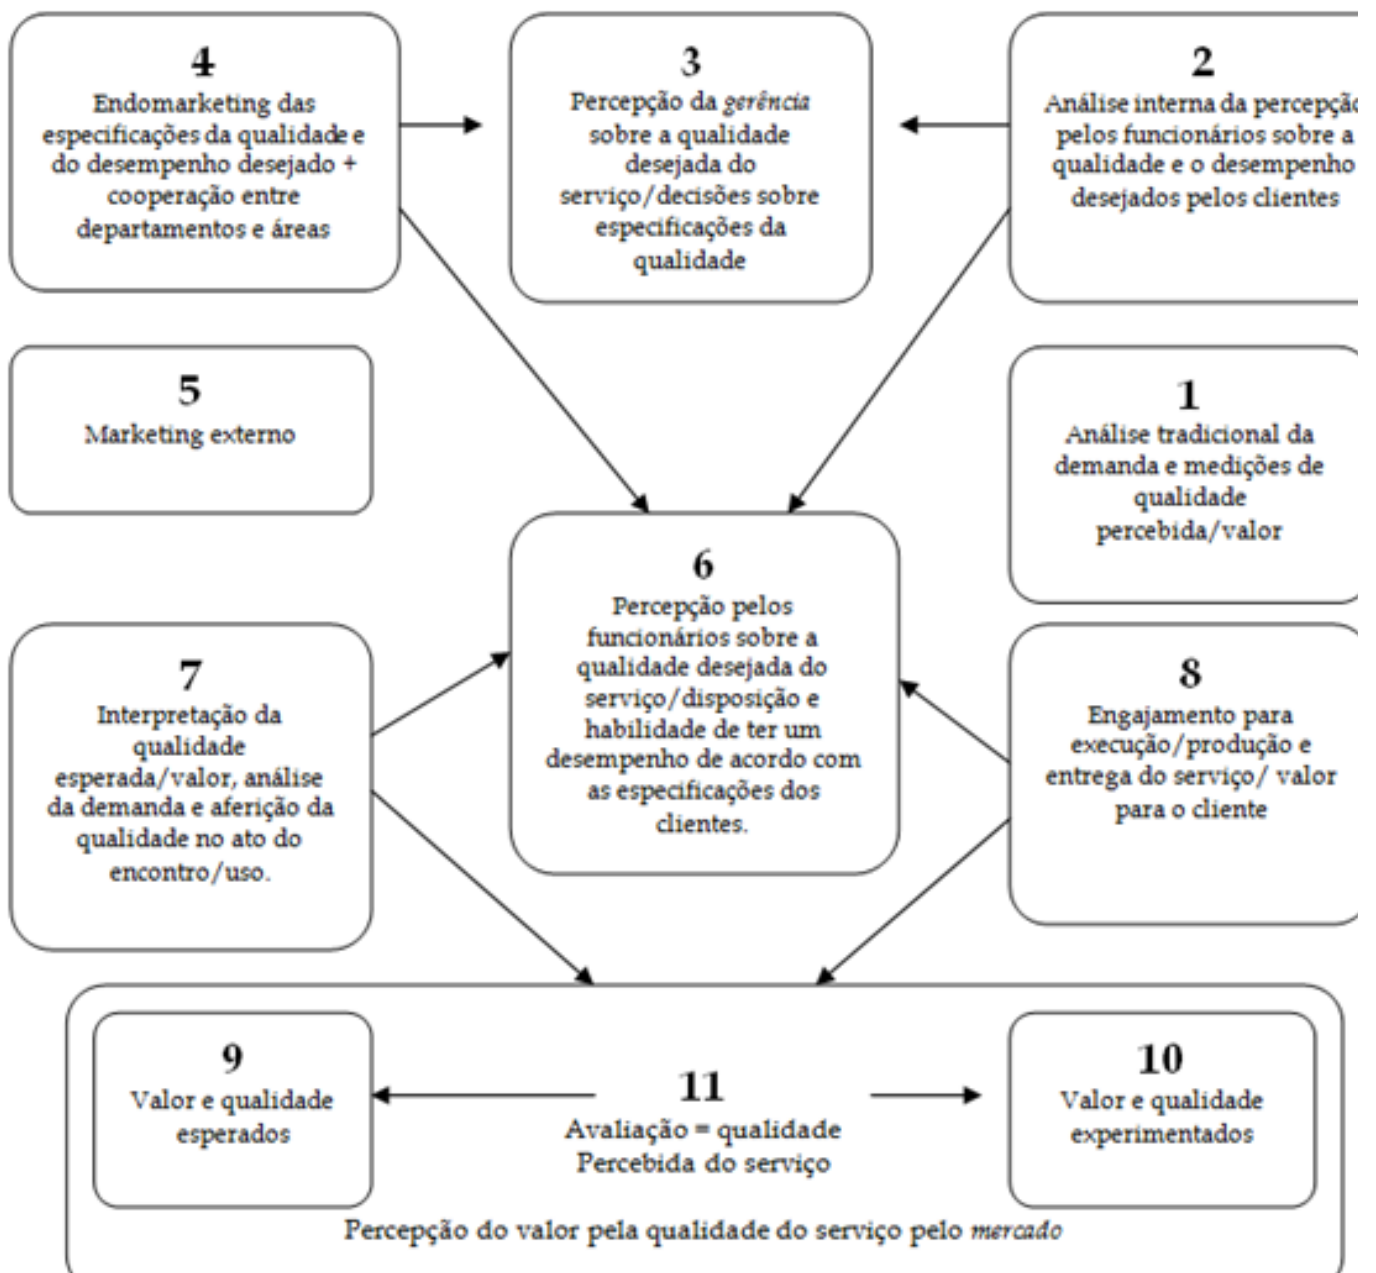 4
Endomarketing das
especificações da qualidade e
do desempenho desejado +
cooperação entre
departamentos e áreas
3
Percepção da gerência
sobre a qualidade
desejada do
serviço/decisões sobre
especificações da
qualidade
2
Análise interna da percepção
pelos funcionários sobre a
qualidade e o desempenho
desejados pelos clientes
5
Marketing externo
1
Análise tradicional da
demanda e medições de
qualidade
percebida/valor
6
Percepção pelos
funcionários sobre a
qualidade desejada do
serviço/disposição e
habilidade de ter um
desempenho de acordo com
as especificações dos
clientes.
7
Interpretação da
qualidade
esperada/valor, análise
da demanda e aferição da
qualidade no ato do
encontro/uso.
8
Engajamento para
execução/produção e
entrega do serviço/ valor
para o cliente
9
Valor e qualidade
esperados
11
Avaliação = qualidade
Percebida do serviço
10
Valor e qualidade
experimentados
Percepção do valor pela qualidade do serviço pelo mercado